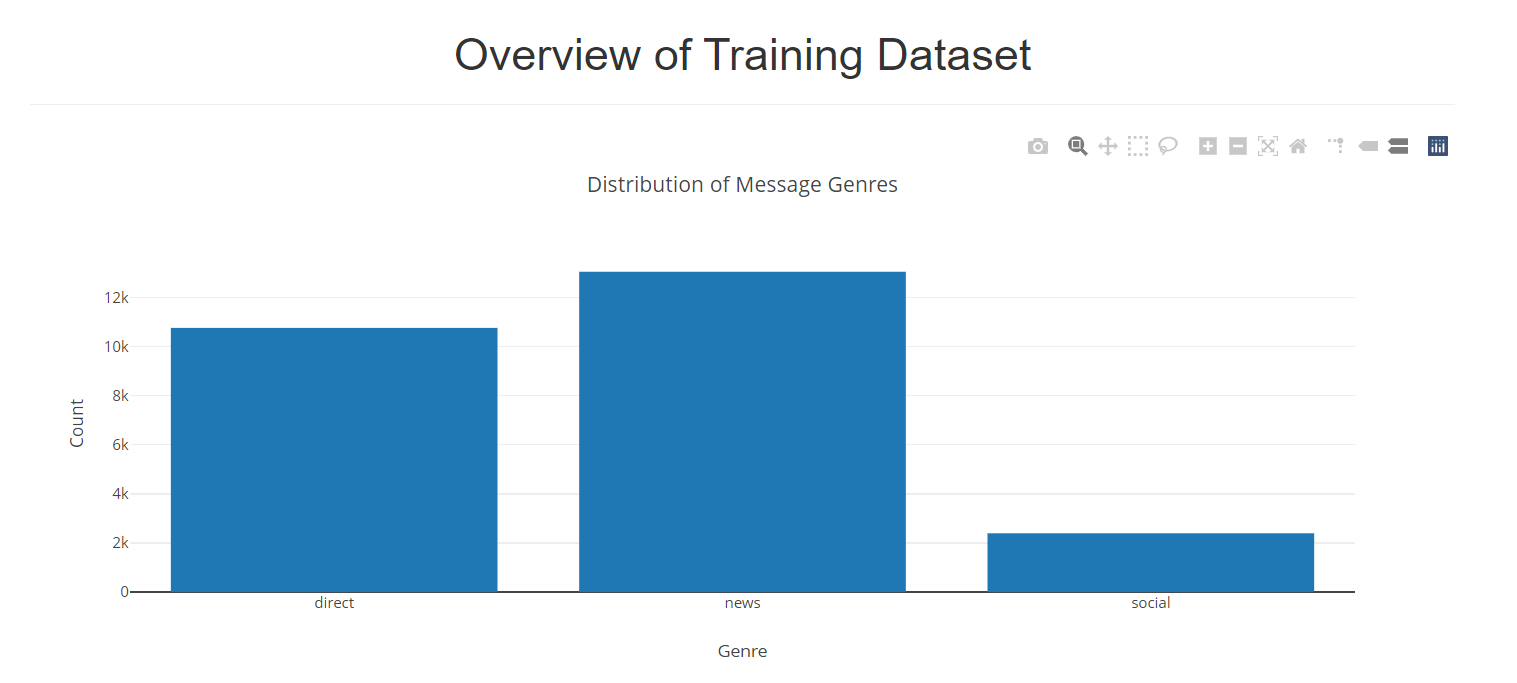 Overview of Training Dataset
Distribution of Message Genres
12k
10k
8k
6k
4k
2k
0
Count
direct news social
Genre